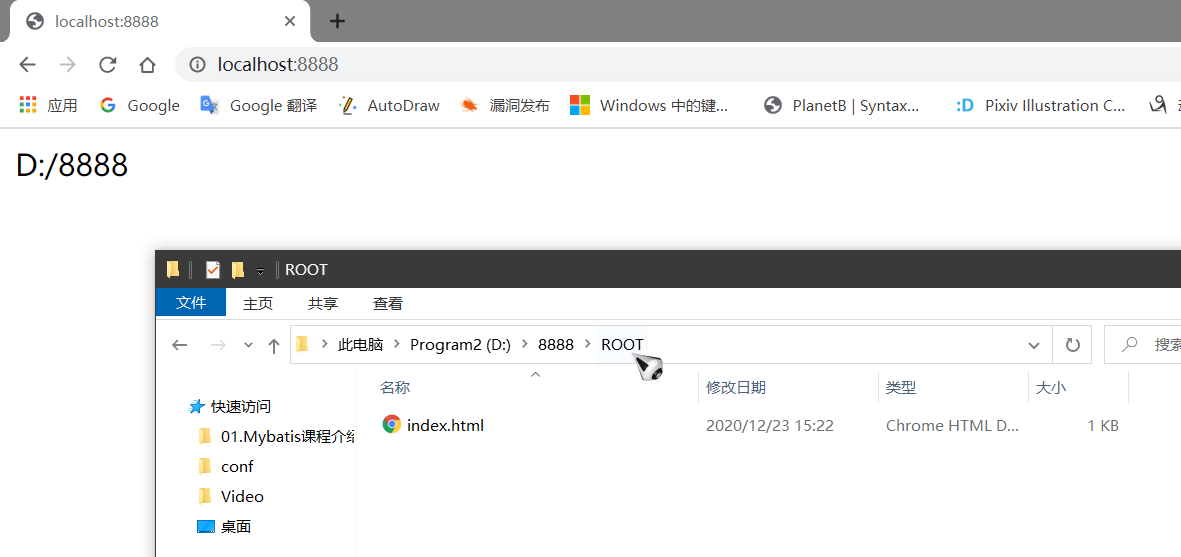 localhost:8888
localhost:8888
应用 Google Google 翻译 AutoDraw 漏洞发布 Windows 中的键... PlanetB | Syntax... Pixiv Illustration C...
D:/8888
ROOT
文件 主页 共享 查看
此电脑 Program2 (D:) 8888 ROOT 搜索
名称 修改日期 类型 大小
快速访问
index.html 2020/12/23 15:22 Chrome HTML D... 1 KB
01.Mybatis课程介绍
conf
Video
桌面